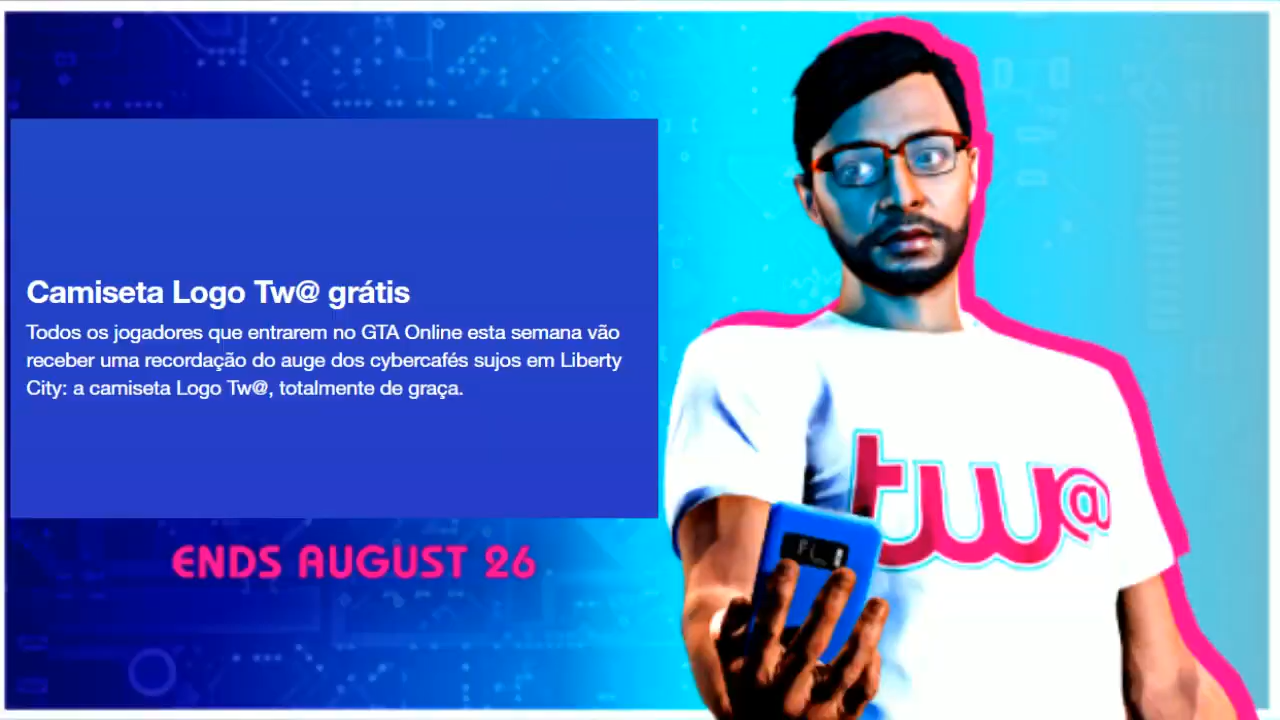 Camiseta Logo Tw@ grátis
Todos os jogadores que entrarem no GTA Online esta semana vão
receber uma recordação do auge dos cybercafés sujos em Liberty
City: a camiseta Logo Tw@, totalmente de graça.
ENDS AUGUST 26
tw@